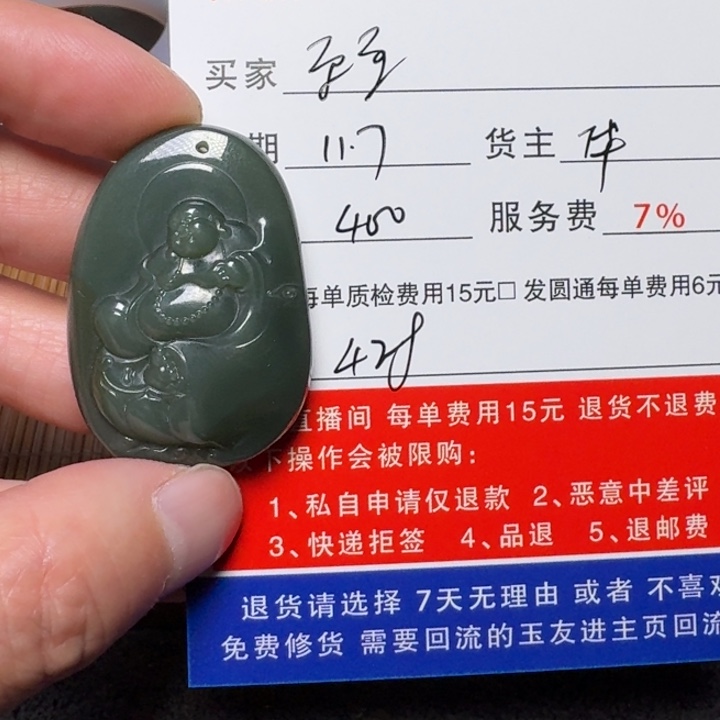 买家
期 11.7 货主 华
400 服务费 7%
每单质检费用15元□ 发圆通每单费用6元
428
直播间 每单费用15元 退货不退费
下操作会被限购：
1、私自申请仅退款 2、恶意中差评
3、快递拒签 4、品退 5、退邮费
退货请选择 7天无理由 或者 不喜欢
免费修货 需要回流的玉友进主页回流